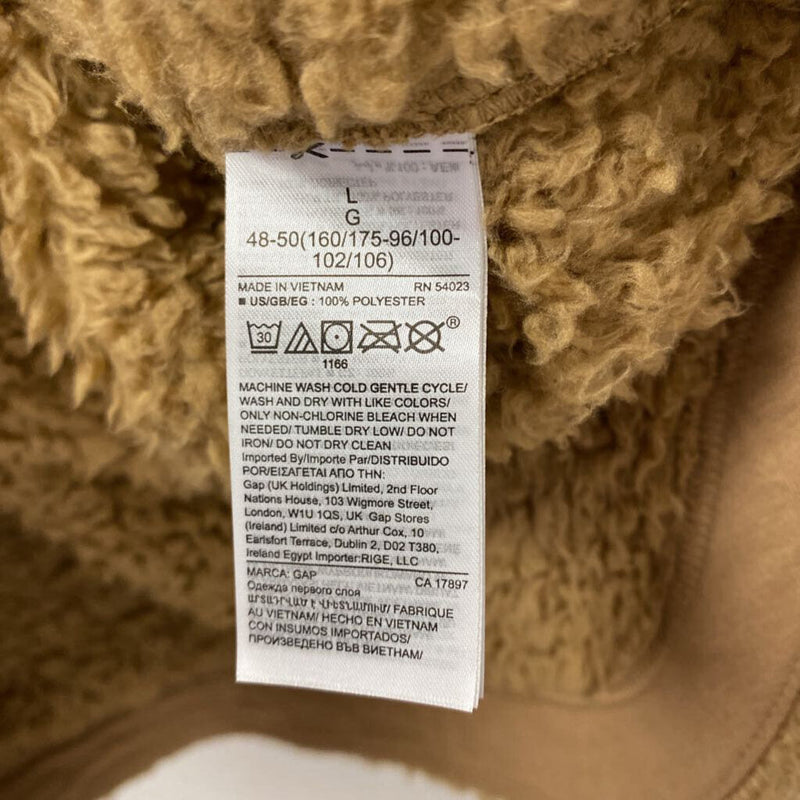 L
G
48-50(160/175-96/100-
102/106)
MADE IN VIETNAM RN 54023
■ US/GB/EG : 100% POLYESTER
30 ®
1166
MACHINE WASH COLD GENTLE CYCLE/
WASH AND DRY WITH LIKE COLORS/
ONLY NON-CHLORINE BLEACH WHEN
NEEDED/ TUMBLE DRY LOW/ DO NOT
IRON/ DO NOT DRY CLEAN
Imported By/Importe Par/DISTRIBUIDO
POR/ΕΙΣΑΓΕΤΑΙ ΑΠΟ ΤΗΝ:
Gap (UK Holdings) Limited, 2nd Floor
Nations House, 103 Wigmore Street,
London, W1U 1QS, UK Gap Stores
(Ireland) Limited c/o Arthur Cox, 10
Earlsfort Terrace, Dublin 2, D02 T380,
Ireland Egypt Importer:RIGE, LLC
MARCA: GAP CA 17897
Одежда первого слоя
ԱՐՏԱԴՐՎԱԾ Է ՎԻԵՏՆԱՄՈՒՄ/ FABRIQUE
AU VIETNAM/ HECHO EN VIETNAM
CON INSUMOS IMPORTADOS/
ПРОИЗВЕДЕНО ВЪВ ВИЕТНАМ/